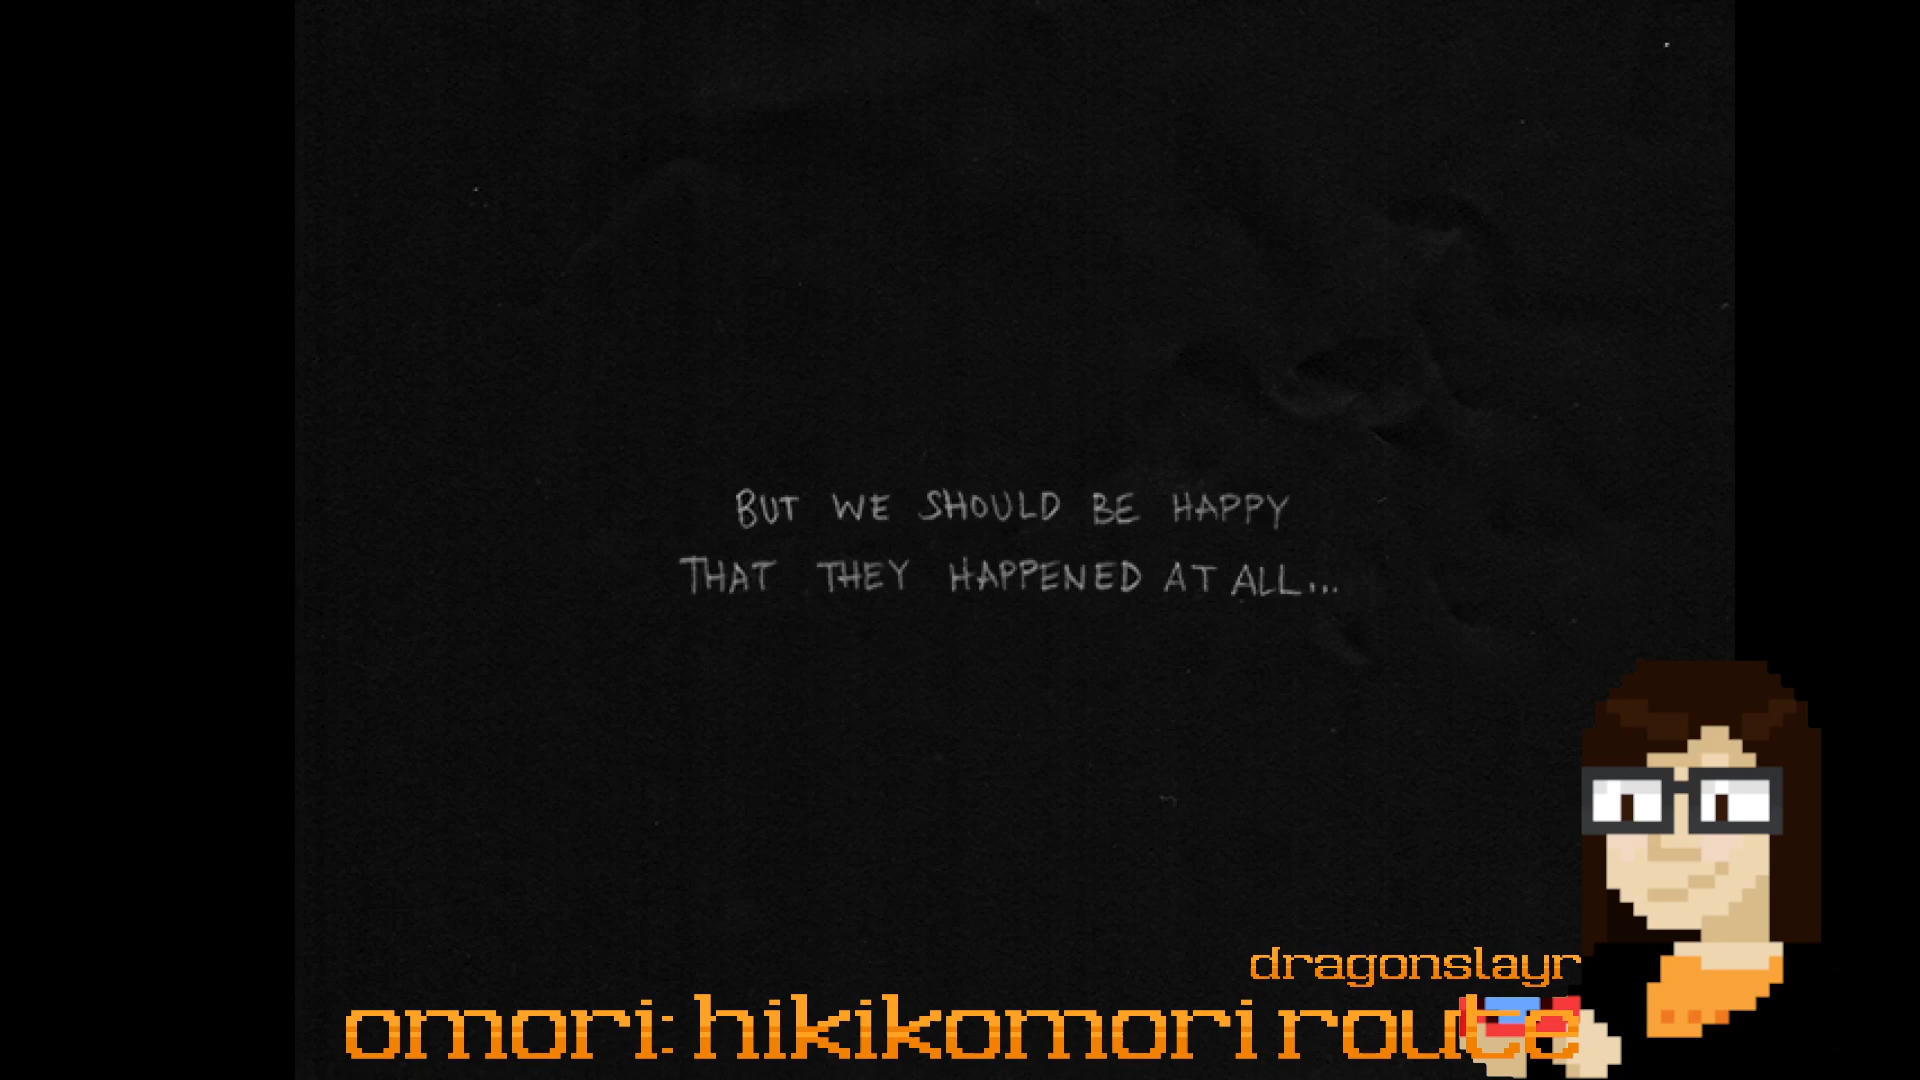 BUT WE SHOULD BE HAPPY
THAT THEY HAPPENED AT ALL...
dragonslayr
omori: hikikomori route